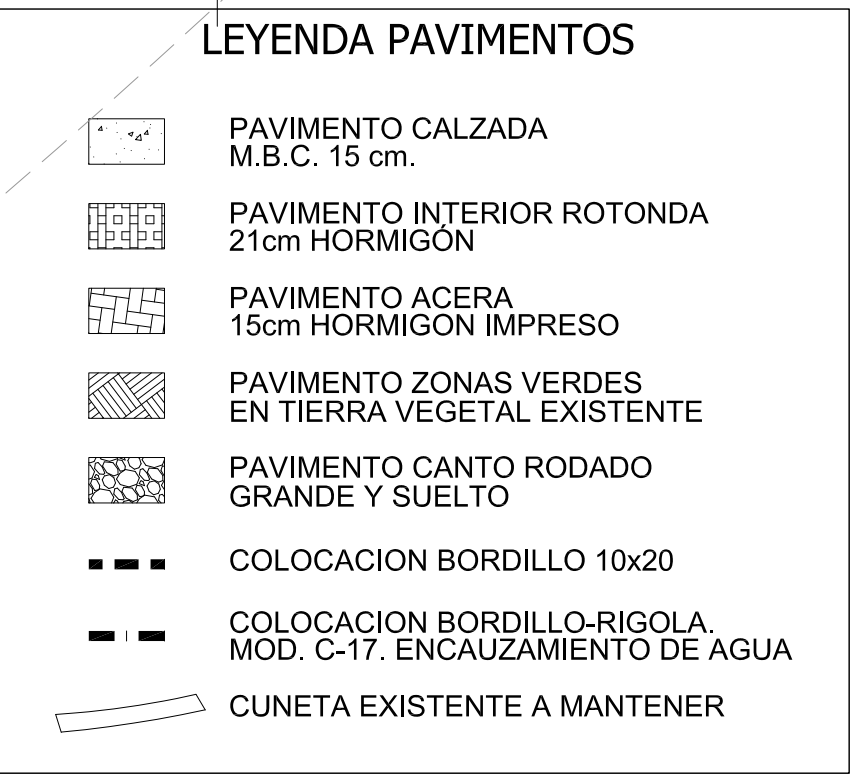 LEYENDA PAVIMENTOS
PAVIMENTO CALZADA
M.B.C. 15 cm.
PAVIMENTO INTERIOR ROTONDA
21cm HORMIGÓN
PAVIMENTO ACERA
15cm HORMIGON IMPRESO
PAVIMENTO ZONAS VERDES
EN TIERRA VEGETAL EXISTENTE
PAVIMENTO CANTO RODADO
GRANDE Y SUELTO
COLOCACION BORDILLO 10x20
COLOCACION BORDILLO-RIGOLA.
MOD. C-17. ENCAUZAMIENTO DE AGUA
CUNETA EXISTENTE A MANTENER